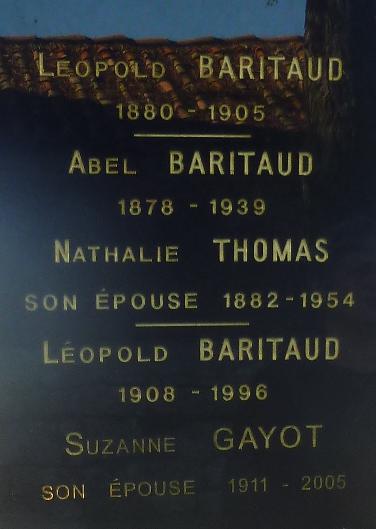 Léopold BARITAUD
1880 - 1905
Abel BARITAUD
1878 - 1939
Nathalie THOMAS
SON ÉPOUSE 1882 - 1954
Léopold BARITAUD
1908 - 1996
Suzanne GAYOT
SON ÉPOUSE 1911 - 2005